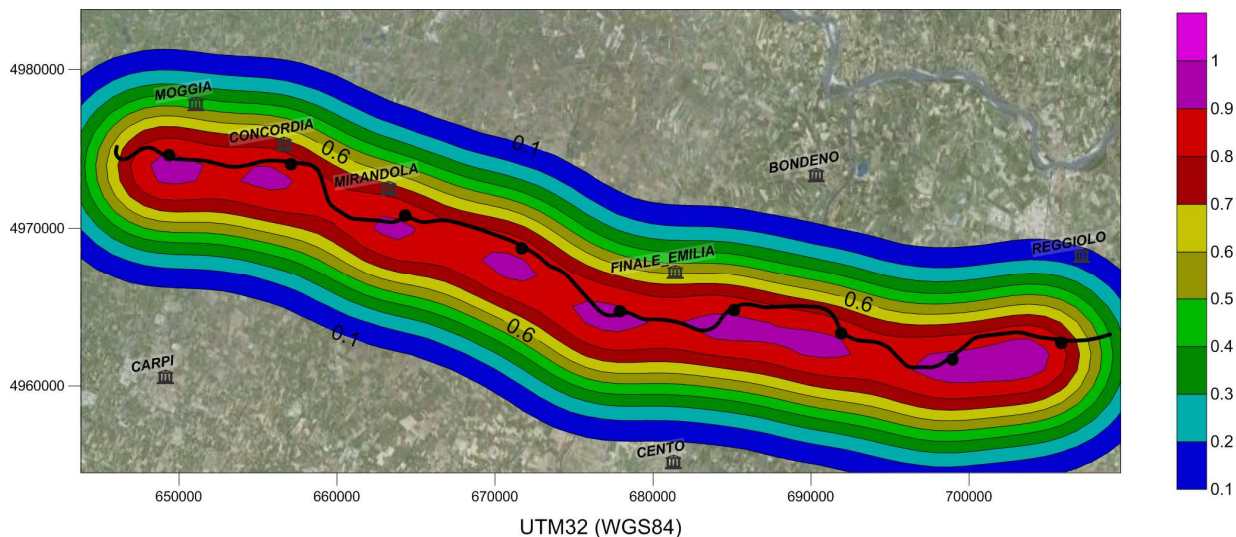 4980000
MOGGIA
CONCORDIA
0.6
0.1
MIRANDOLA
BONDENO
4970000
REGGIOLO
FINALE_EMILIA
0.6
0.6
0.1
CARPI
4960000
CENTO
650000
660000
670000
680000
690000
700000
UTM32 (WGS84)
1
0.9
0.8
0.7
0.6
0.5
0.4
0.3
0.2
0.1